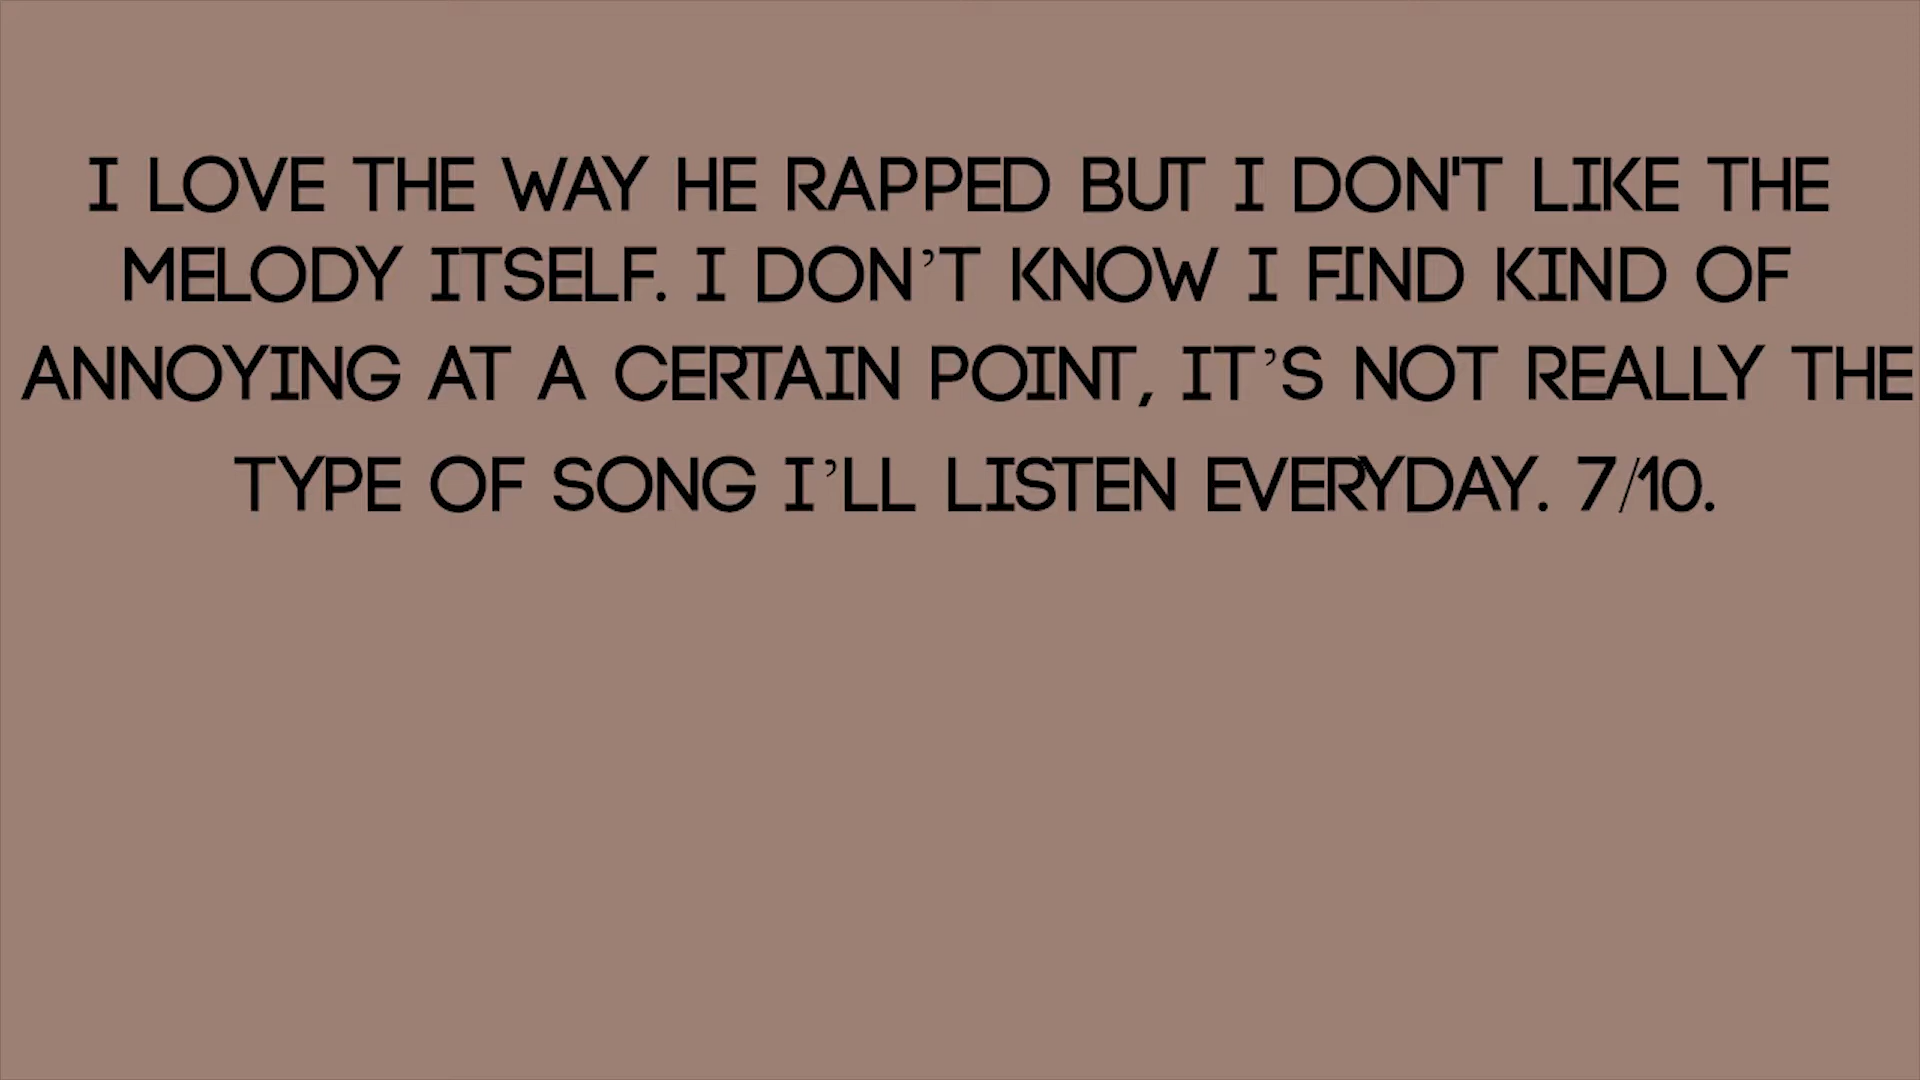 I LOVE THE WAY HE RAPPED BUT I DON'T LIKE THE
MELODY ITSELF. I DON’T KNOW I FIND KIND OF
ANNOYING AT A CERTAIN POINT, IT’S NOT REALLY THE
TYPE OF SONG I’LL LISTEN EVERYDAY. 7/10.